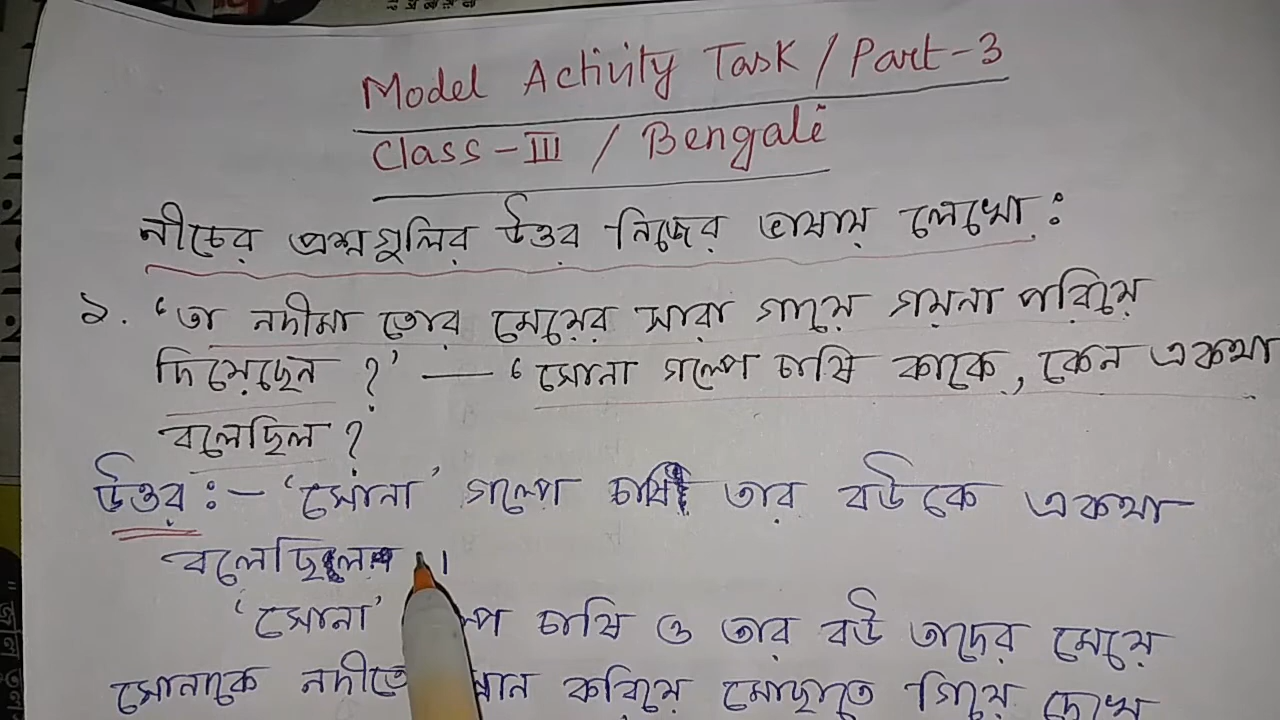 Model Activity Task / Part-3
Class-III / Bengali
নীচের প্রশ্নগুলির উত্তর নিজের ভাষায় লেখো :
১. ‘তা নদীমা তোর মেয়ের সারা গায়ে গয়না পরিয়ে
দিয়েছেন ?’ — ‘সোনা গল্পে চাষি কাকে, কেন একথা
বলেছিল ?
উত্তর :- ‘সোনা’ গল্পে চাষি তার বউকে একথা
বলেছিল ।
‘সোনা’ চাষি ও তার বউ তাদের মেয়ে
সোনাকে নদীতে করিয়ে মোছাতে গিয়ে দেখে